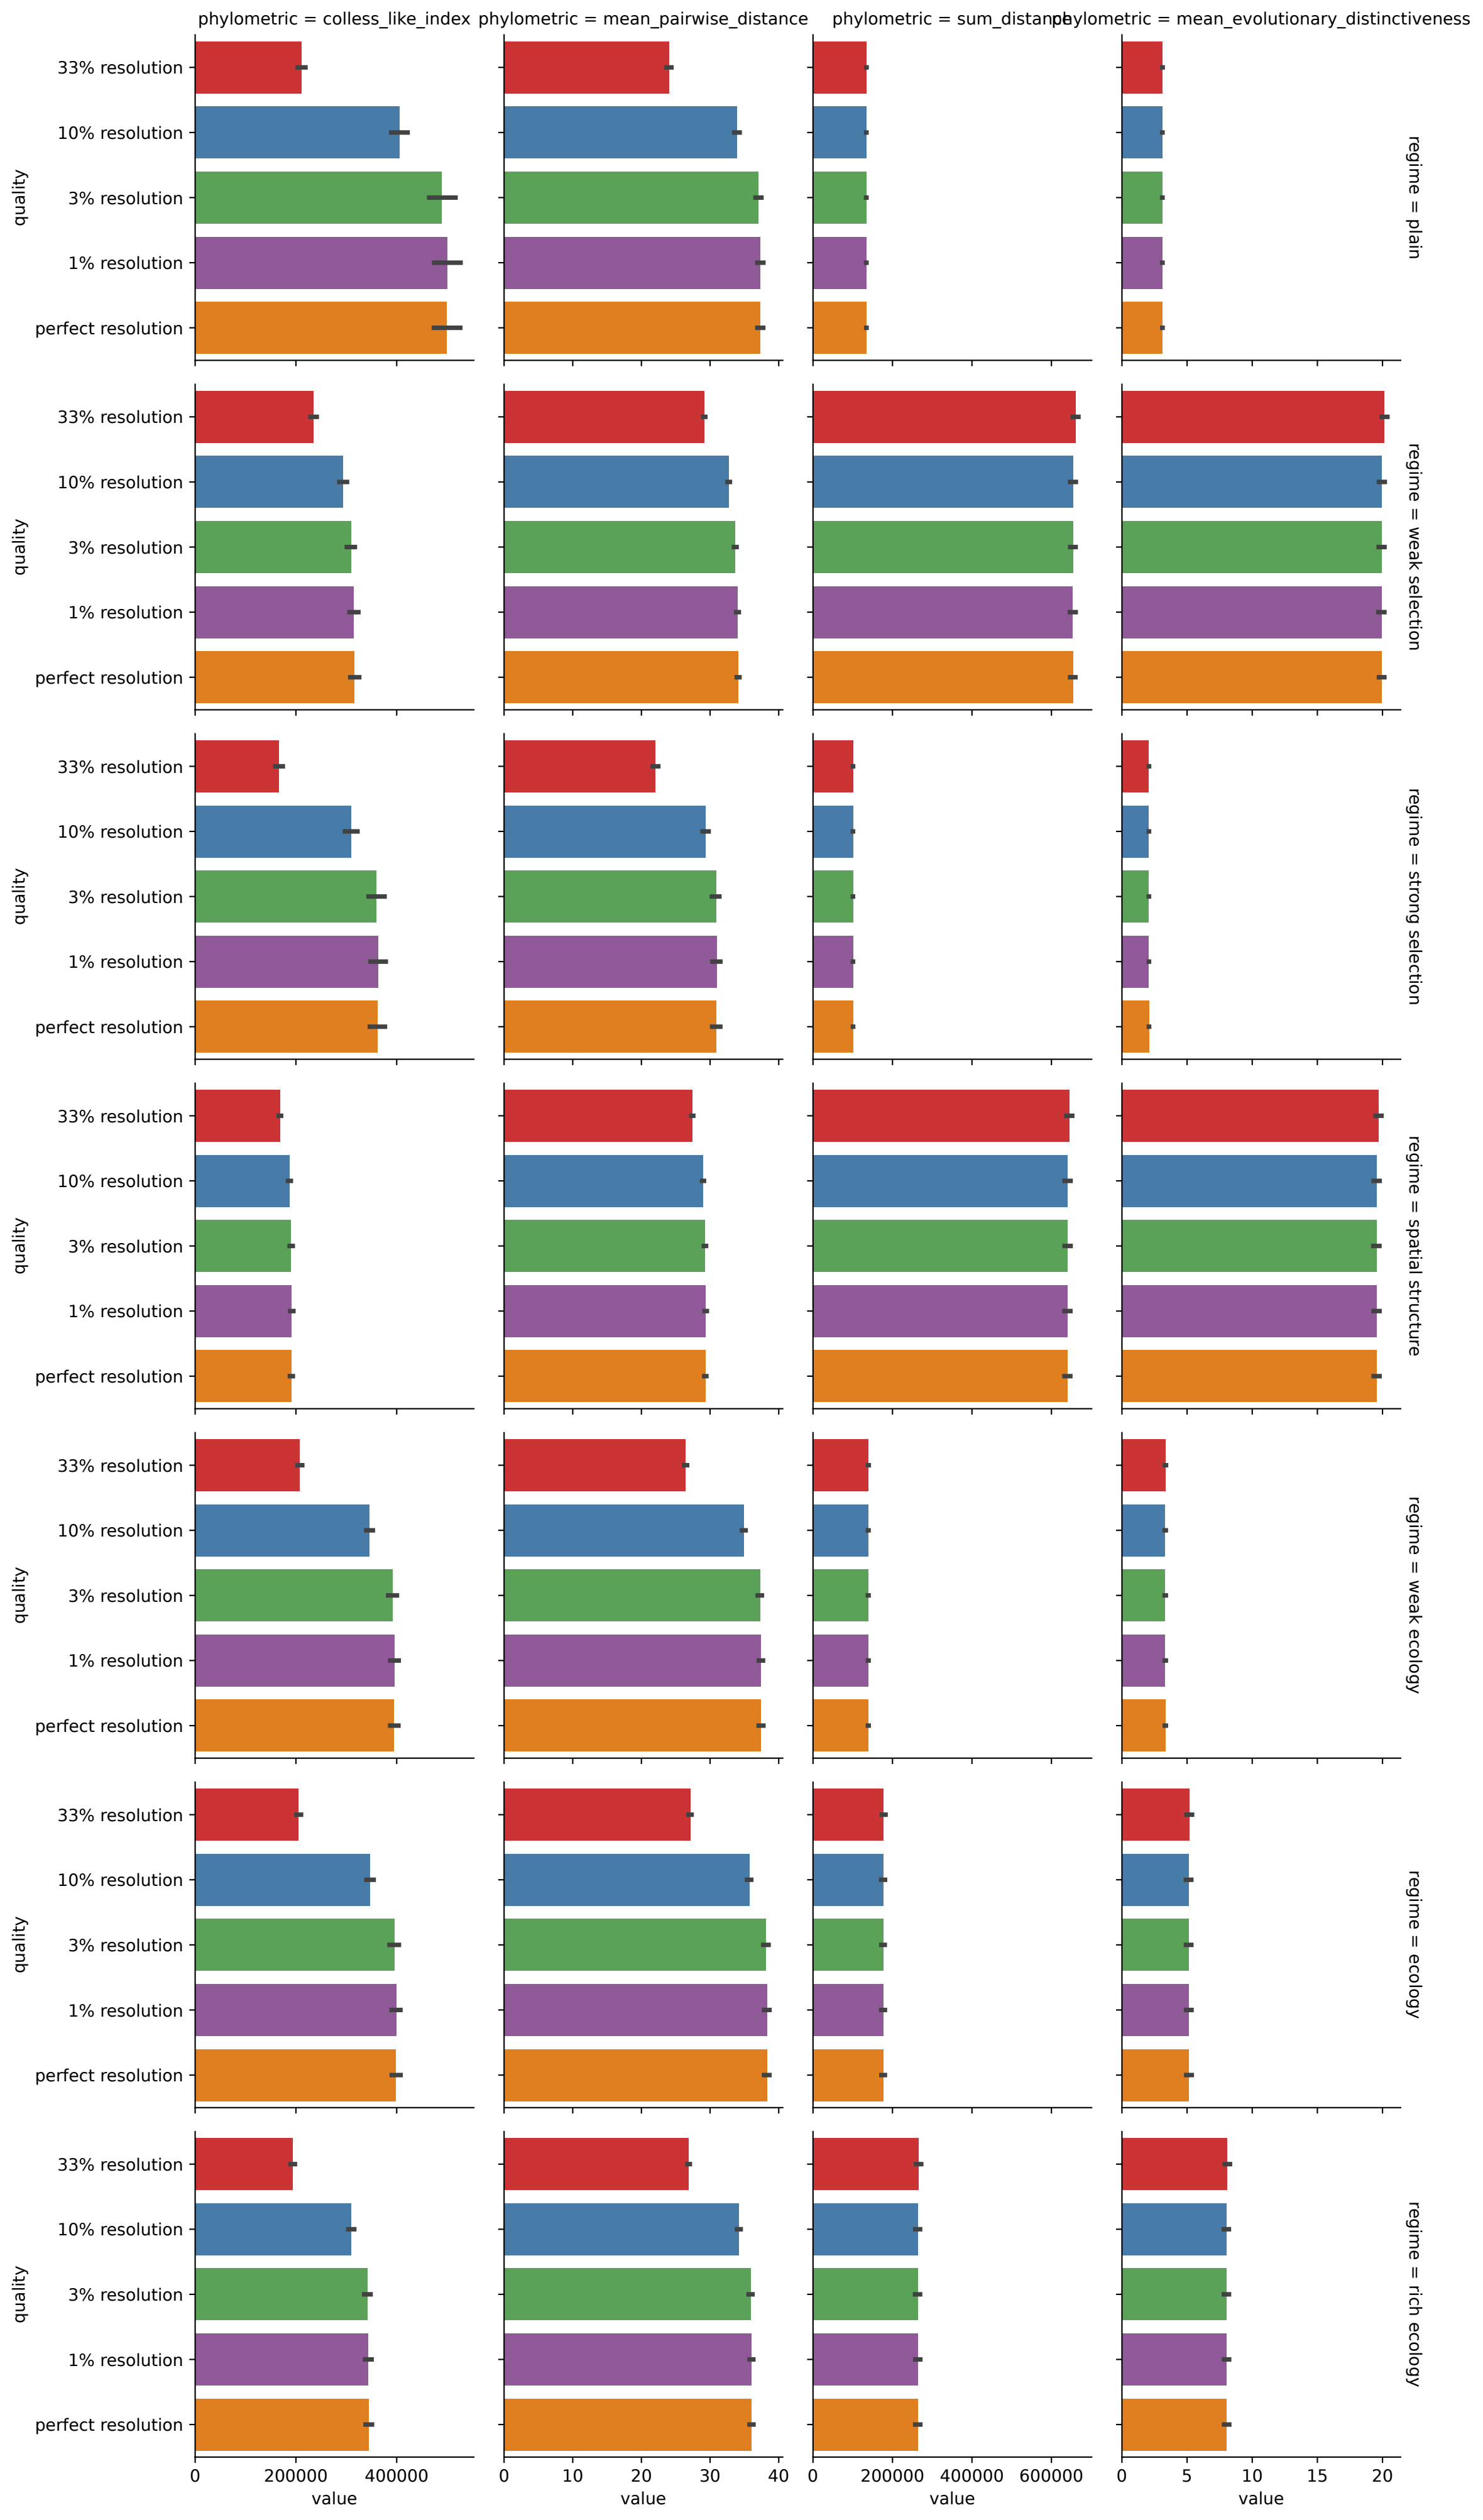 phylometric = colless_like_index
phylometric = mean_pairwise_distance
phylometric = sum_distance
phylometric = mean_evolutionary_distinctiveness
33% resolution
10% resolution
3% resolution
1% resolution
perfect resolution
quality
regime = plain
33% resolution
10% resolution
3% resolution
1% resolution
perfect resolution
quality
regime = weak selection
33% resolution
10% resolution
3% resolution
1% resolution
perfect resolution
quality
regime = strong selection
33% resolution
10% resolution
3% resolution
1% resolution
perfect resolution
quality
regime = spatial structure
33% resolution
10% resolution
3% resolution
1% resolution
perfect resolution
quality
regime = weak ecology
33% resolution
10% resolution
3% resolution
1% resolution
perfect resolution
quality
regime = ecology
33% resolution
10% resolution
3% resolution
1% resolution
perfect resolution
quality
regime = rich ecology
0 200000 400000
0 10 20 30 40
0 200000 400000 600000
0 5 10 15 20
value
value
value
value